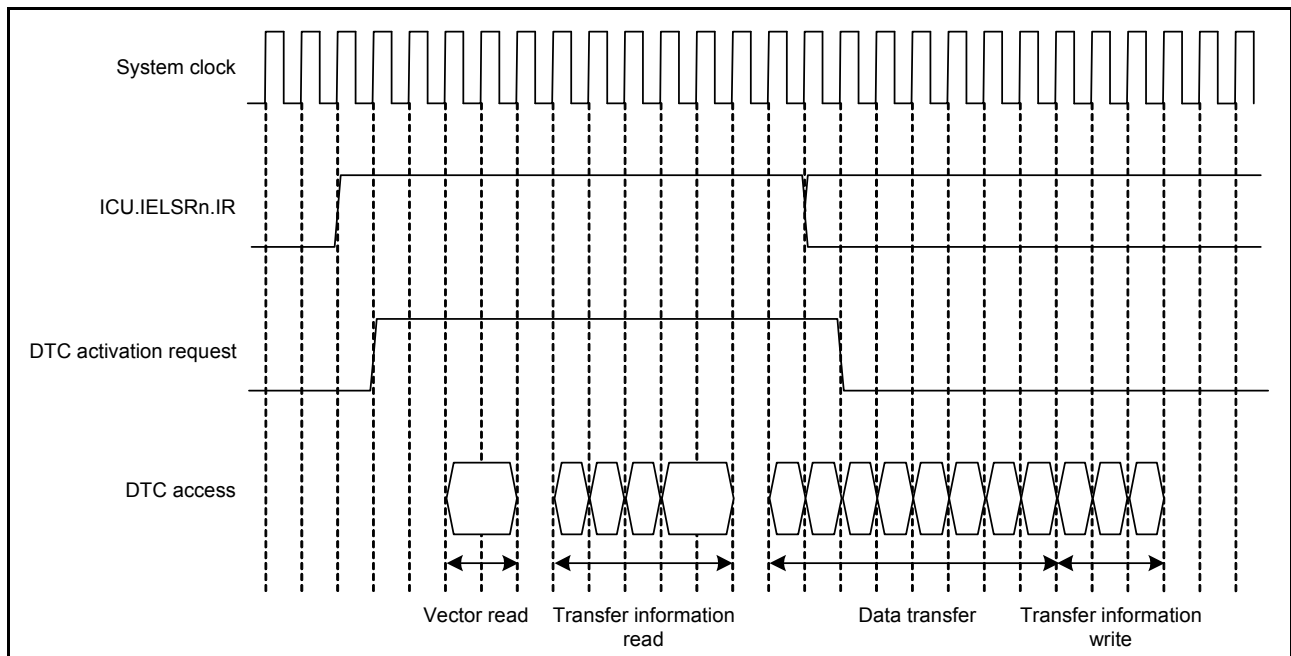 System clock
ICU.IELSRn.IR
DTC activation request
DTC access
Vector read
Transfer information
read
Data transfer
Transfer information
write